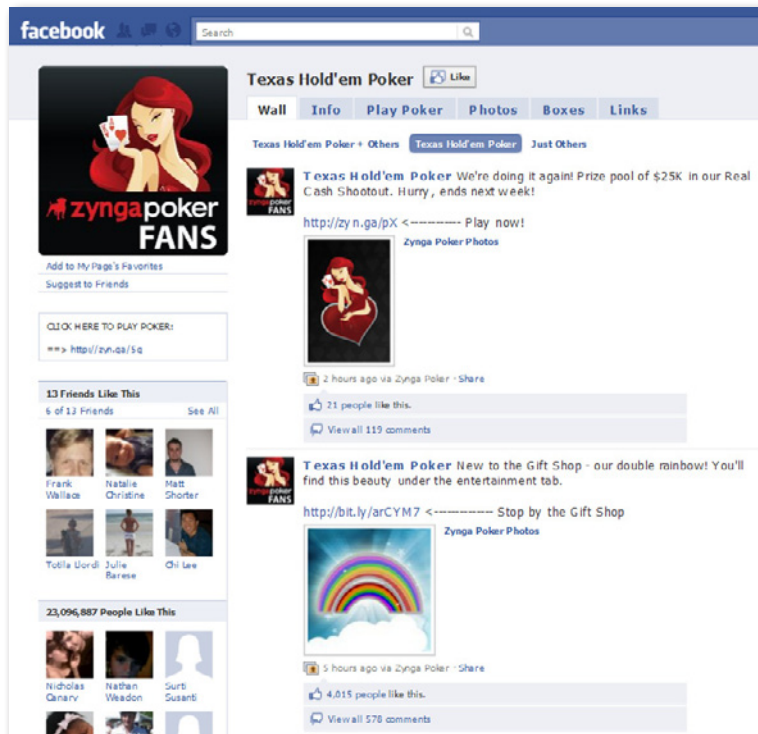 facebook
Search
Texas Hold'em Poker Like
Wall Info Play Poker Photos Boxes Links
Texas Hold'em Poker + Others Texas Hold'em Poker Just Others
zyngapoker
FANS
Add to My Page's Favorites
Suggest to Friends
CLICK HERE TO PLAY POKER:
==> http://zyn.ga/5q
13 Friends Like This
6 of 13 Friends See All
Frank
Wallace
Natalie
Christine
Matt
Shorter
Totila
Julie
Barese
Chi Lee
23,096,887 People Like This
Nicholas
Canary
Nathan
Weadon
Surti
Susanti
zyngapoker
FANS
Texas Hold'em Poker We're doing it again! Prize pool of $25K in our Real
Cash Shootout. Hurry, ends next week!
http://zyn.ga/pX <------------ Play now!
Zynga Poker Photos
2 hours ago via Zynga Poker · Share
21 people like this.
View all 119 comments
zyngapoker
FANS
Texas Hold'em Poker New to the Gift Shop - our double rainbow! You'll
find this beauty under the entertainment tab.
http://bit.ly/arCYM7 <-------------- Stop by the Gift Shop
Zynga Poker Photos
5 hours ago via Zynga Poker · Share
4,015 people like this.
View all 578 comments